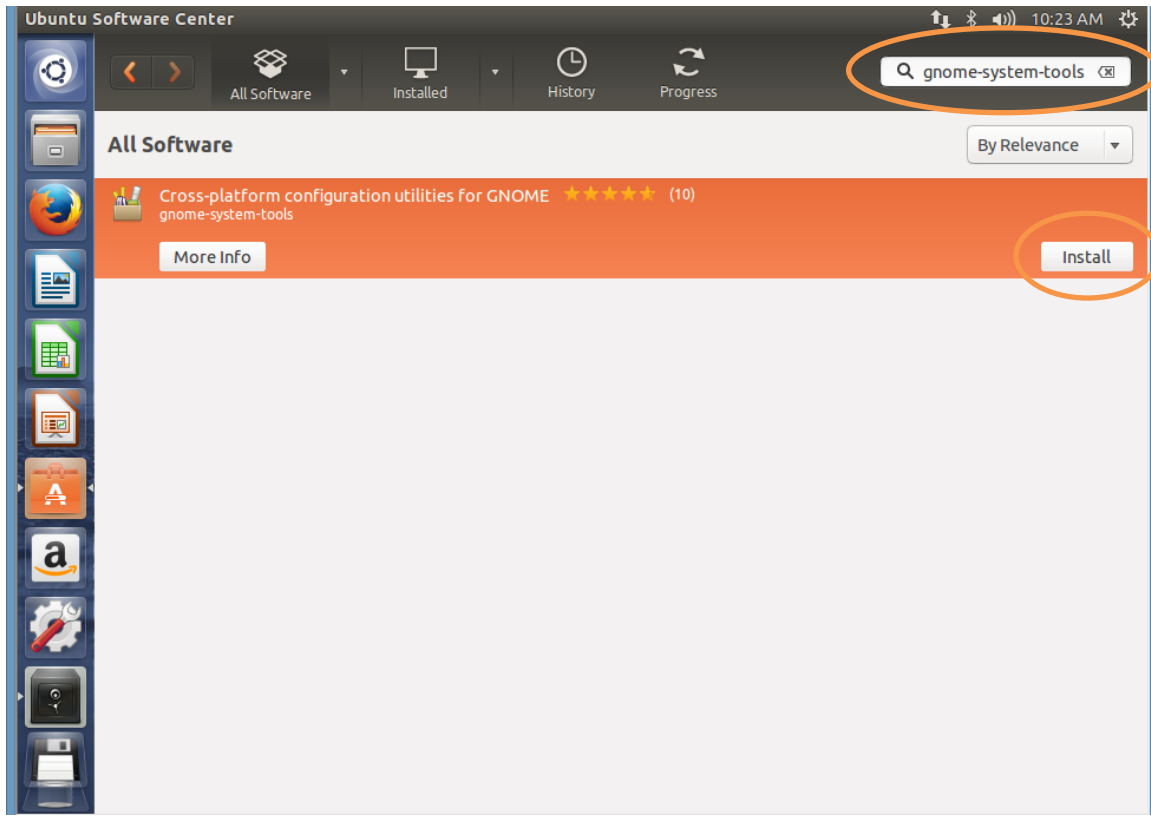 Ubuntu Software Center
10:23 AM
All Software
Installed
History
Progress
gnome-system-tools
All Software
By Relevance
Cross-platform configuration utilities for GNOME (10)
gnome-system-tools
More Info
Install
A
a